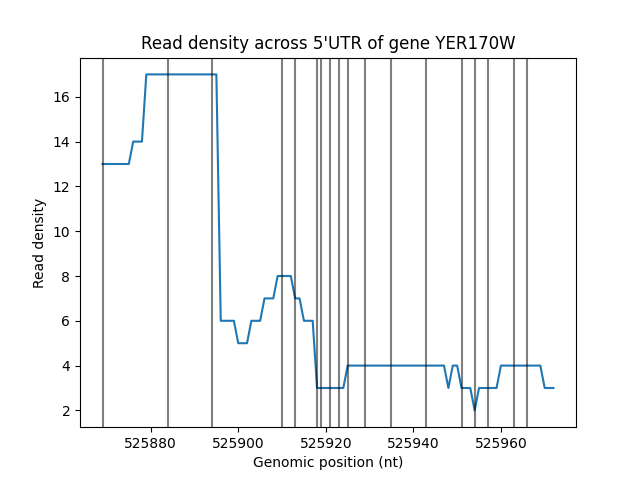 Read density across 5'UTR of gene YER170W
Read density
16
14
12
10
8
6
4
2
525880 525900 525920 525940 525960
Genomic position (nt)